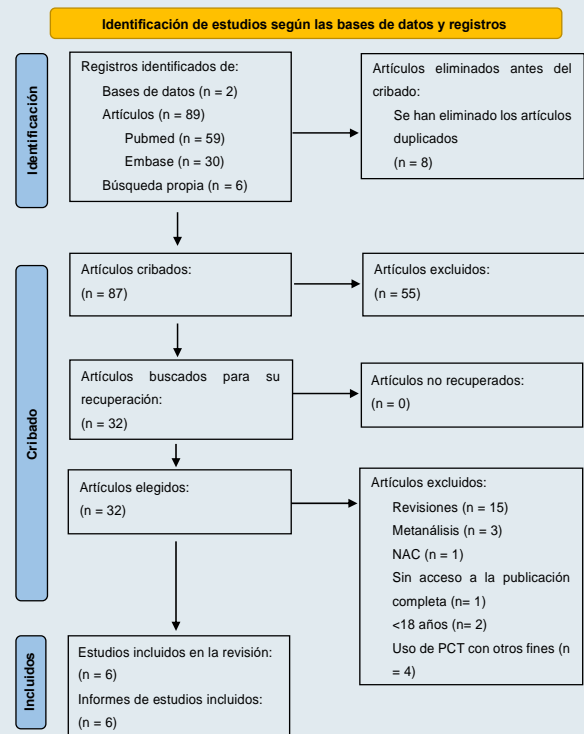 Identificación de estudios según las bases de datos y registros
Identificación
Registros identificados de:
Bases de datos (n = 2)
Artículos (n = 89)
Pubmed (n = 59)
Embase (n = 30)
Búsqueda propia (n = 6)
Artículos eliminados antes del
cribado:
Se han eliminado los artículos
duplicados
(n = 8)
Cribado
Artículos cribados:
(n = 87)
Artículos excluidos:
(n = 55)
Artículos buscados para su
recuperación:
(n = 32)
Artículos no recuperados:
(n = 0)
Artículos elegidos:
(n = 32)
Artículos excluidos:
Revisiones (n = 15)
Metanálisis (n = 3)
NAC (n = 1)
Sin acceso a la publicación
completa (n= 1)
<18 años (n= 2)
Uso de PCT con otros fines (n
= 4)
Incluidos
Estudios incluidos en la revisión:
(n = 6)
Informes de estudios incluidos:
(n = 6)